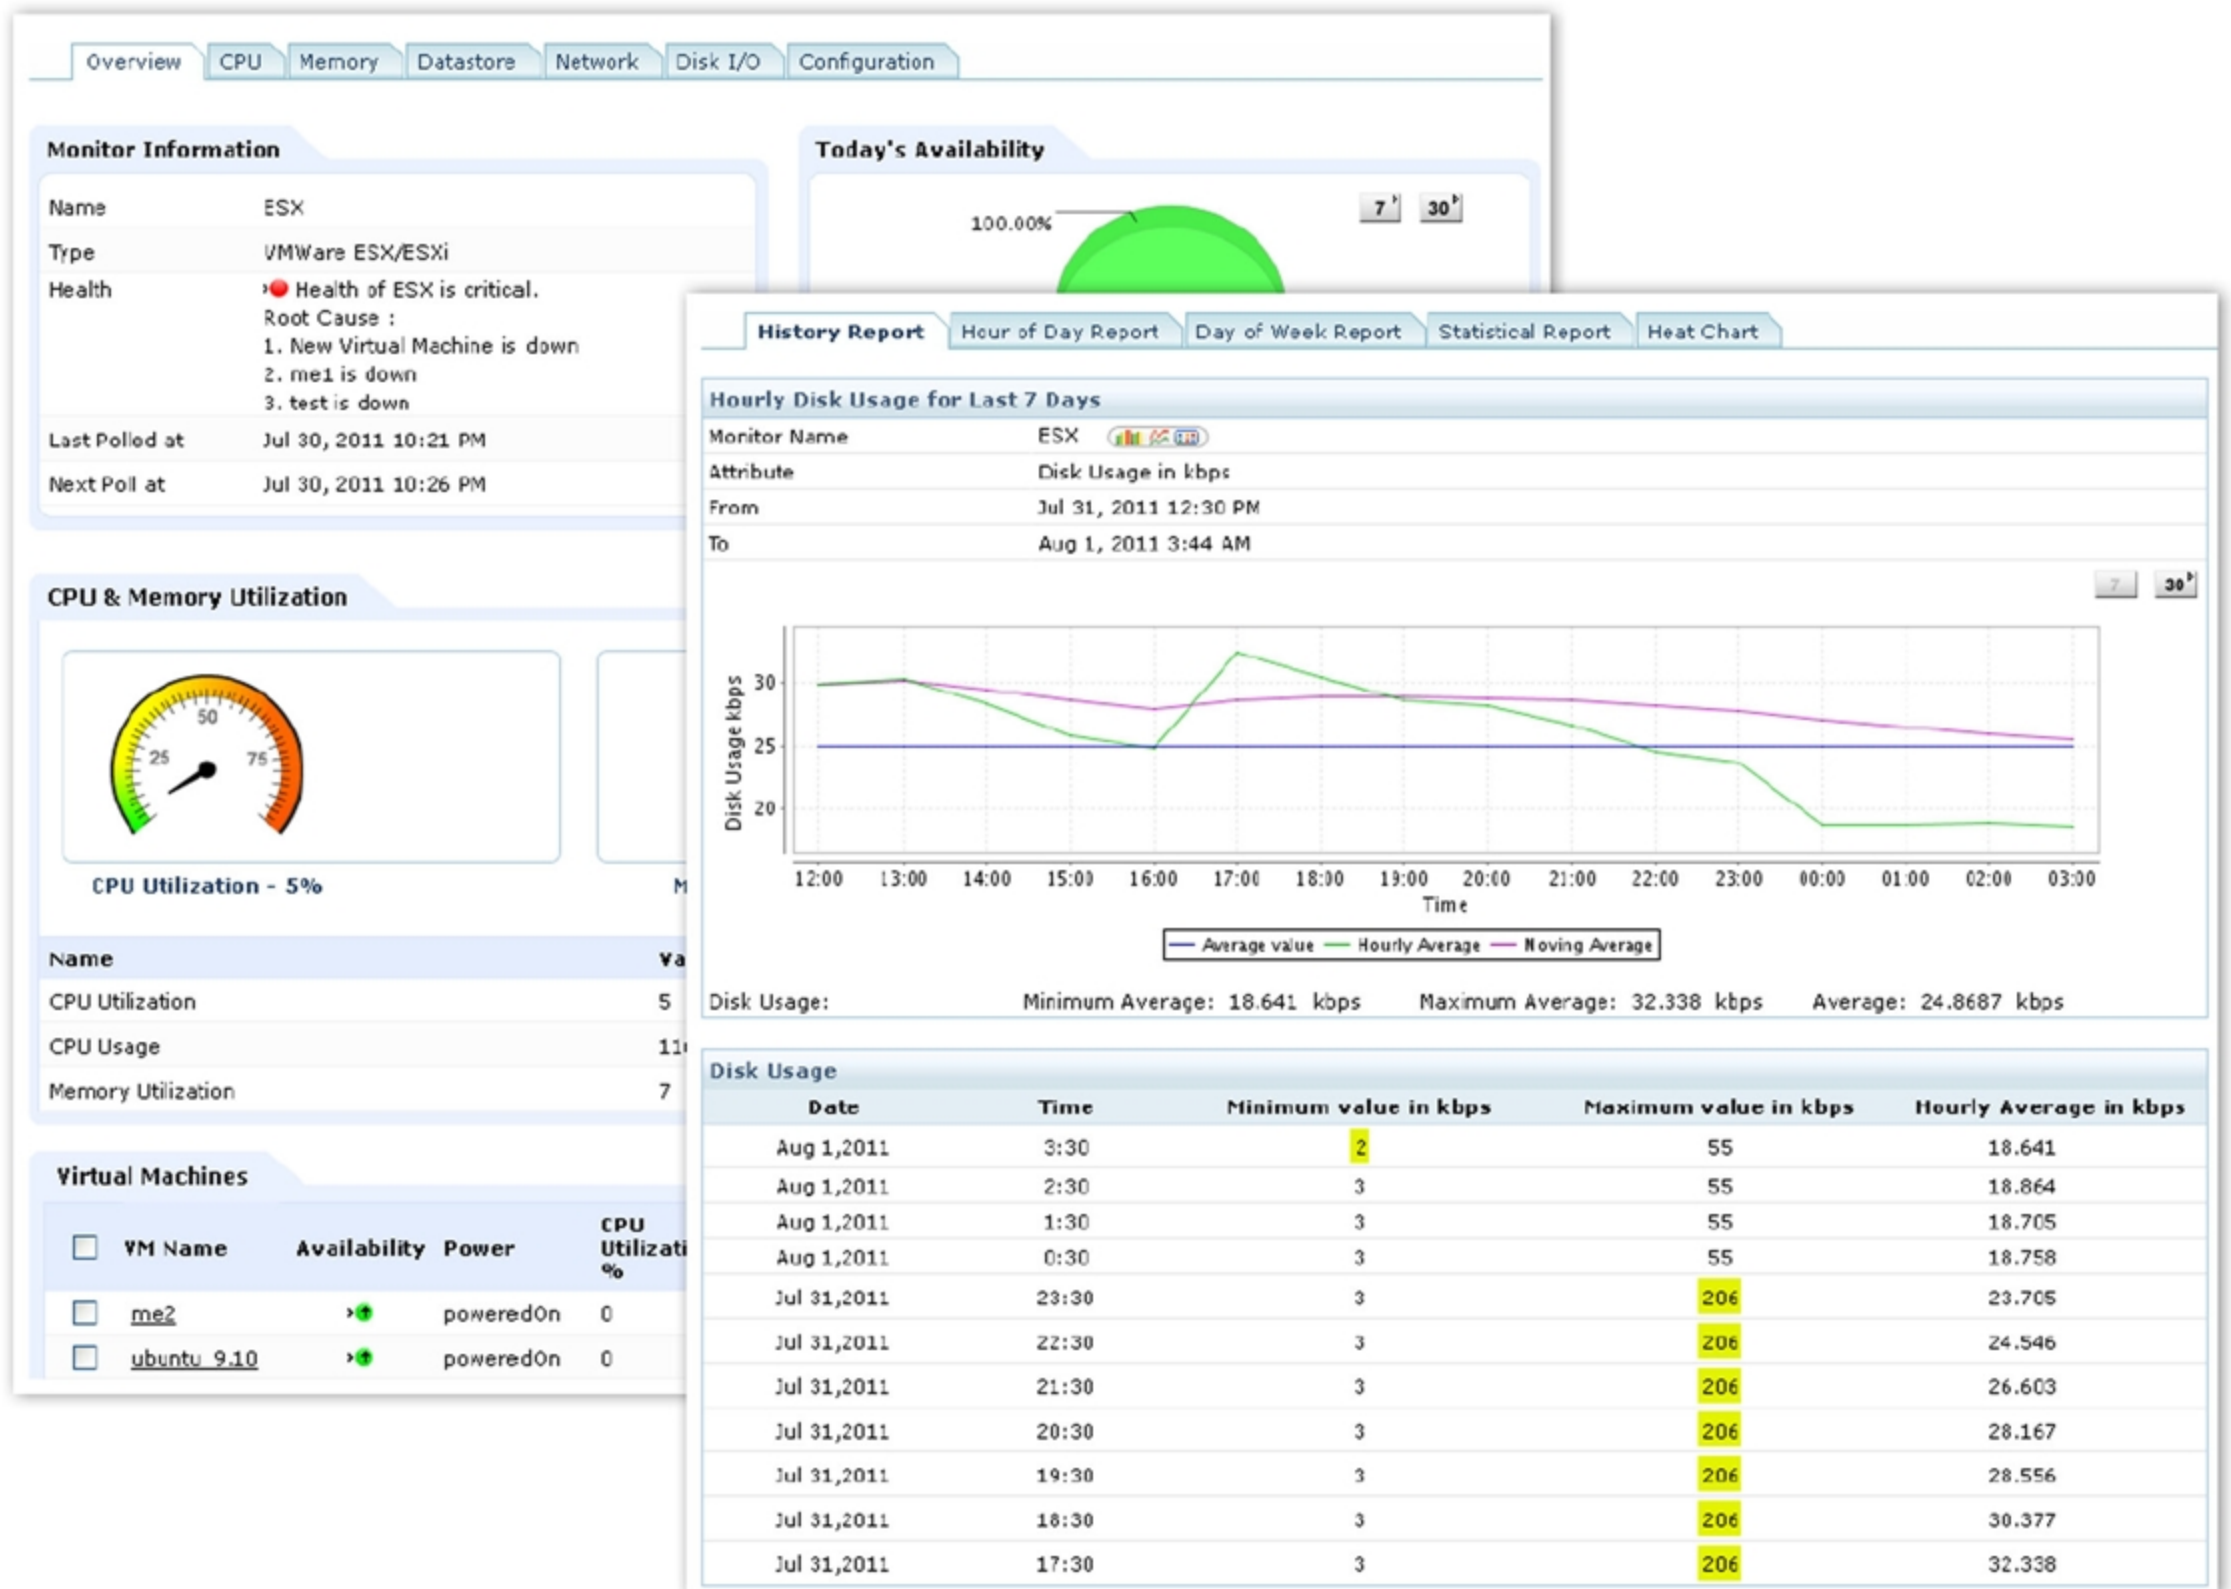 Overview CPU Memory Datastore Network Disk I/O Configuration
Monitor Information
Name ESX
Type VMWare ESX/ESXi
Health Health of ESX is critical.
Root Cause :
1. New Virtual Machine is down
2. me1 is down
3. test is down
Last Polled at Jul 30, 2011 10:21 PM
Next Poll at Jul 30, 2011 10:26 PM
Today's Availability
7 30
100.00%
CPU & Memory Utilization
25 50 75
CPU Utilization - 5%
Name
CPU Utilization 5
CPU Usage
Memory Utilization 7
Virtual Machines
VM Name Availability Power CPU
%
me2 poweredOn 0
ubuntu_9.10 poweredOn 0
History Report Hour of Day Report Day of Week Report Statistical Report Heat Chart
Hourly Disk Usage for Last 7 Days
Monitor Name ESX
Attribute Disk Usage in kbps
From Jul 31, 2011 12:30 PM
To Aug 1, 2011 3:44 AM
7 30
Disk Usage kbps
30
25
20
12:00 13:00 14:00 15:00 16:00 17:00 18:00 19:00 20:00 21:00 22:00 23:00 00:00 01:00 02:00 03:00
Time
Average value Hourly Average Moving Average
Disk Usage: Minimum Average: 18.641 kbps Maximum Average: 32.338 kbps Average: 24.8687 kbps
Disk Usage
Date Time Minimum value in kbps Maximum value in kbps Hourly Average in kbps
Aug 1,2011 3:30 2 55 18.641
Aug 1,2011 2:30 3 55 18.864
Aug 1,2011 1:30 3 55 18.705
Aug 1,2011 0:30 3 55 18.758
Jul 31,2011 23:30 3 206 23.705
Jul 31,2011 22:30 3 206 24.546
Jul 31,2011 21:30 3 206 26.603
Jul 31,2011 20:30 3 206 28.167
Jul 31,2011 19:30 3 206 28.556
Jul 31,2011 18:30 3 206 30.377
Jul 31,2011 17:30 3 206 32.338